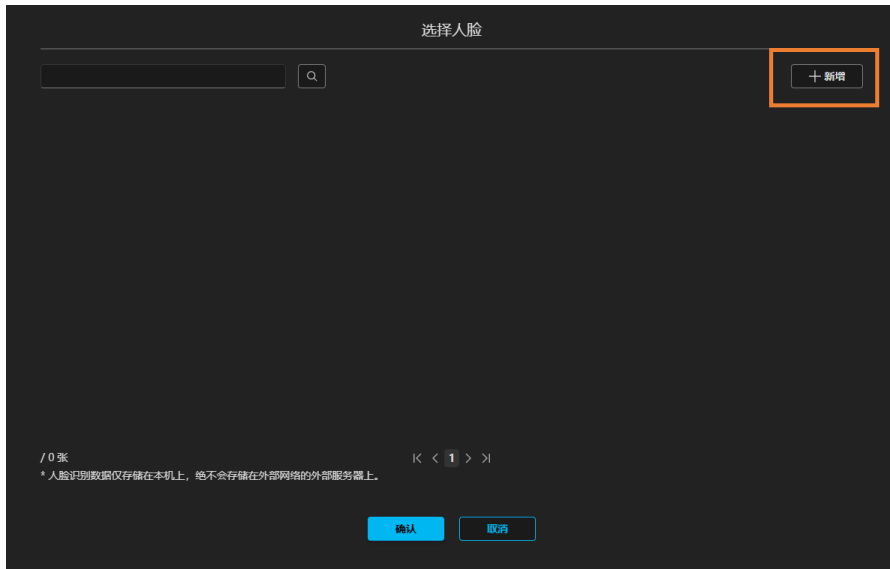 选择人脸
新增
/ 0 张
1
* 人脸识别数据仅存储在本机上，绝不会存储在外部网络的外部服务器上。
确认
取消